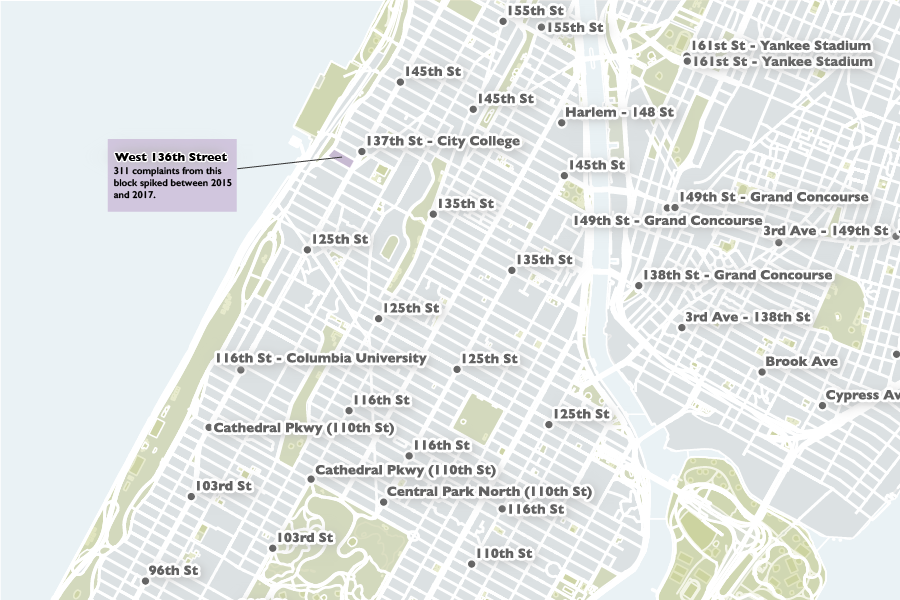 155th St
155th St
161st St - Yankee Stadium
161st St - Yankee Stadium
145th St
145th St
Harlem - 148 St
137th St - City College
West 136th Street
311 complaints from this
block spiked between 2015
and 2017.
145th St
149th St - Grand Concourse
135th St
149th St - Grand Concourse
3rd Ave - 149th St
125th St
135th St
138th St - Grand Concourse
125th St
3rd Ave - 138th St
116th St - Columbia University
125th St
Brook Ave
116th St
Cypress Av
125th St
Cathedral Pkwy (110th St)
116th St
Cathedral Pkwy (110th St)
103rd St
Central Park North (110th St)
116th St
103rd St
110th St
96th St